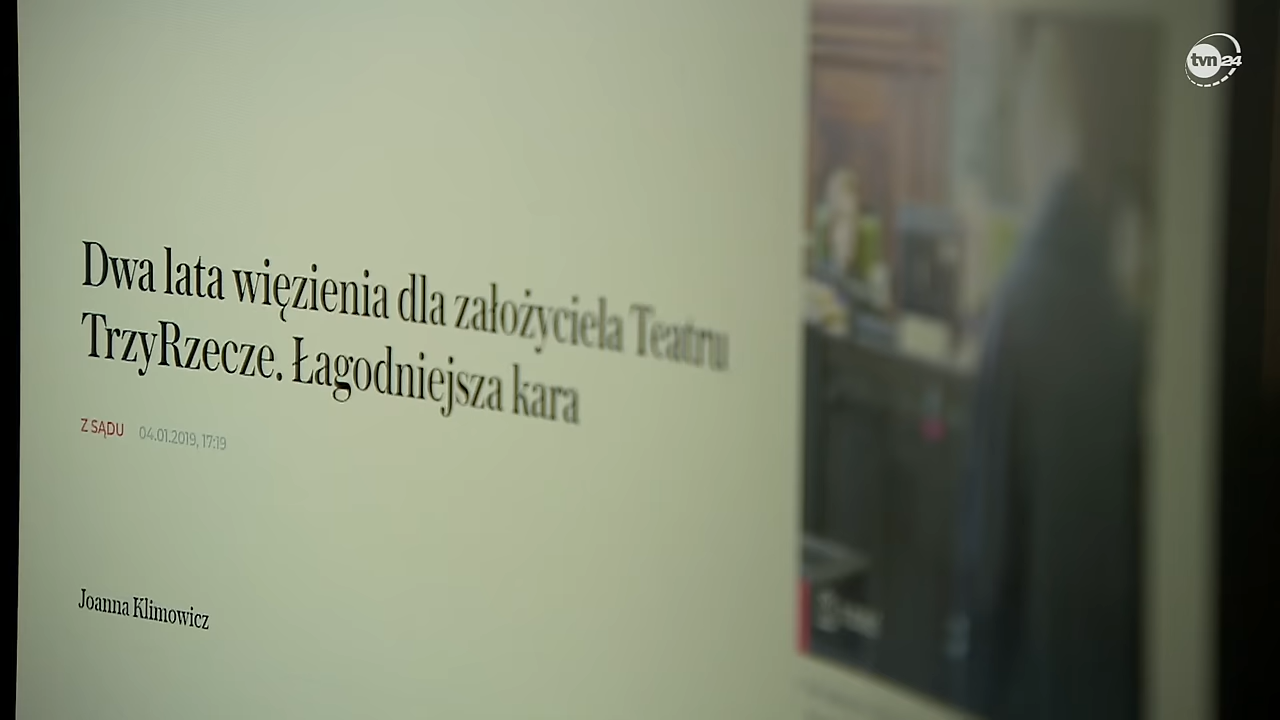 tvn24
Dwa lata więzienia dla założyciela Teatru
TrzyRzecze. Łagodniejsza kara
Z SĄDU 04.01.2019, 17:19
Joanna Klimowicz